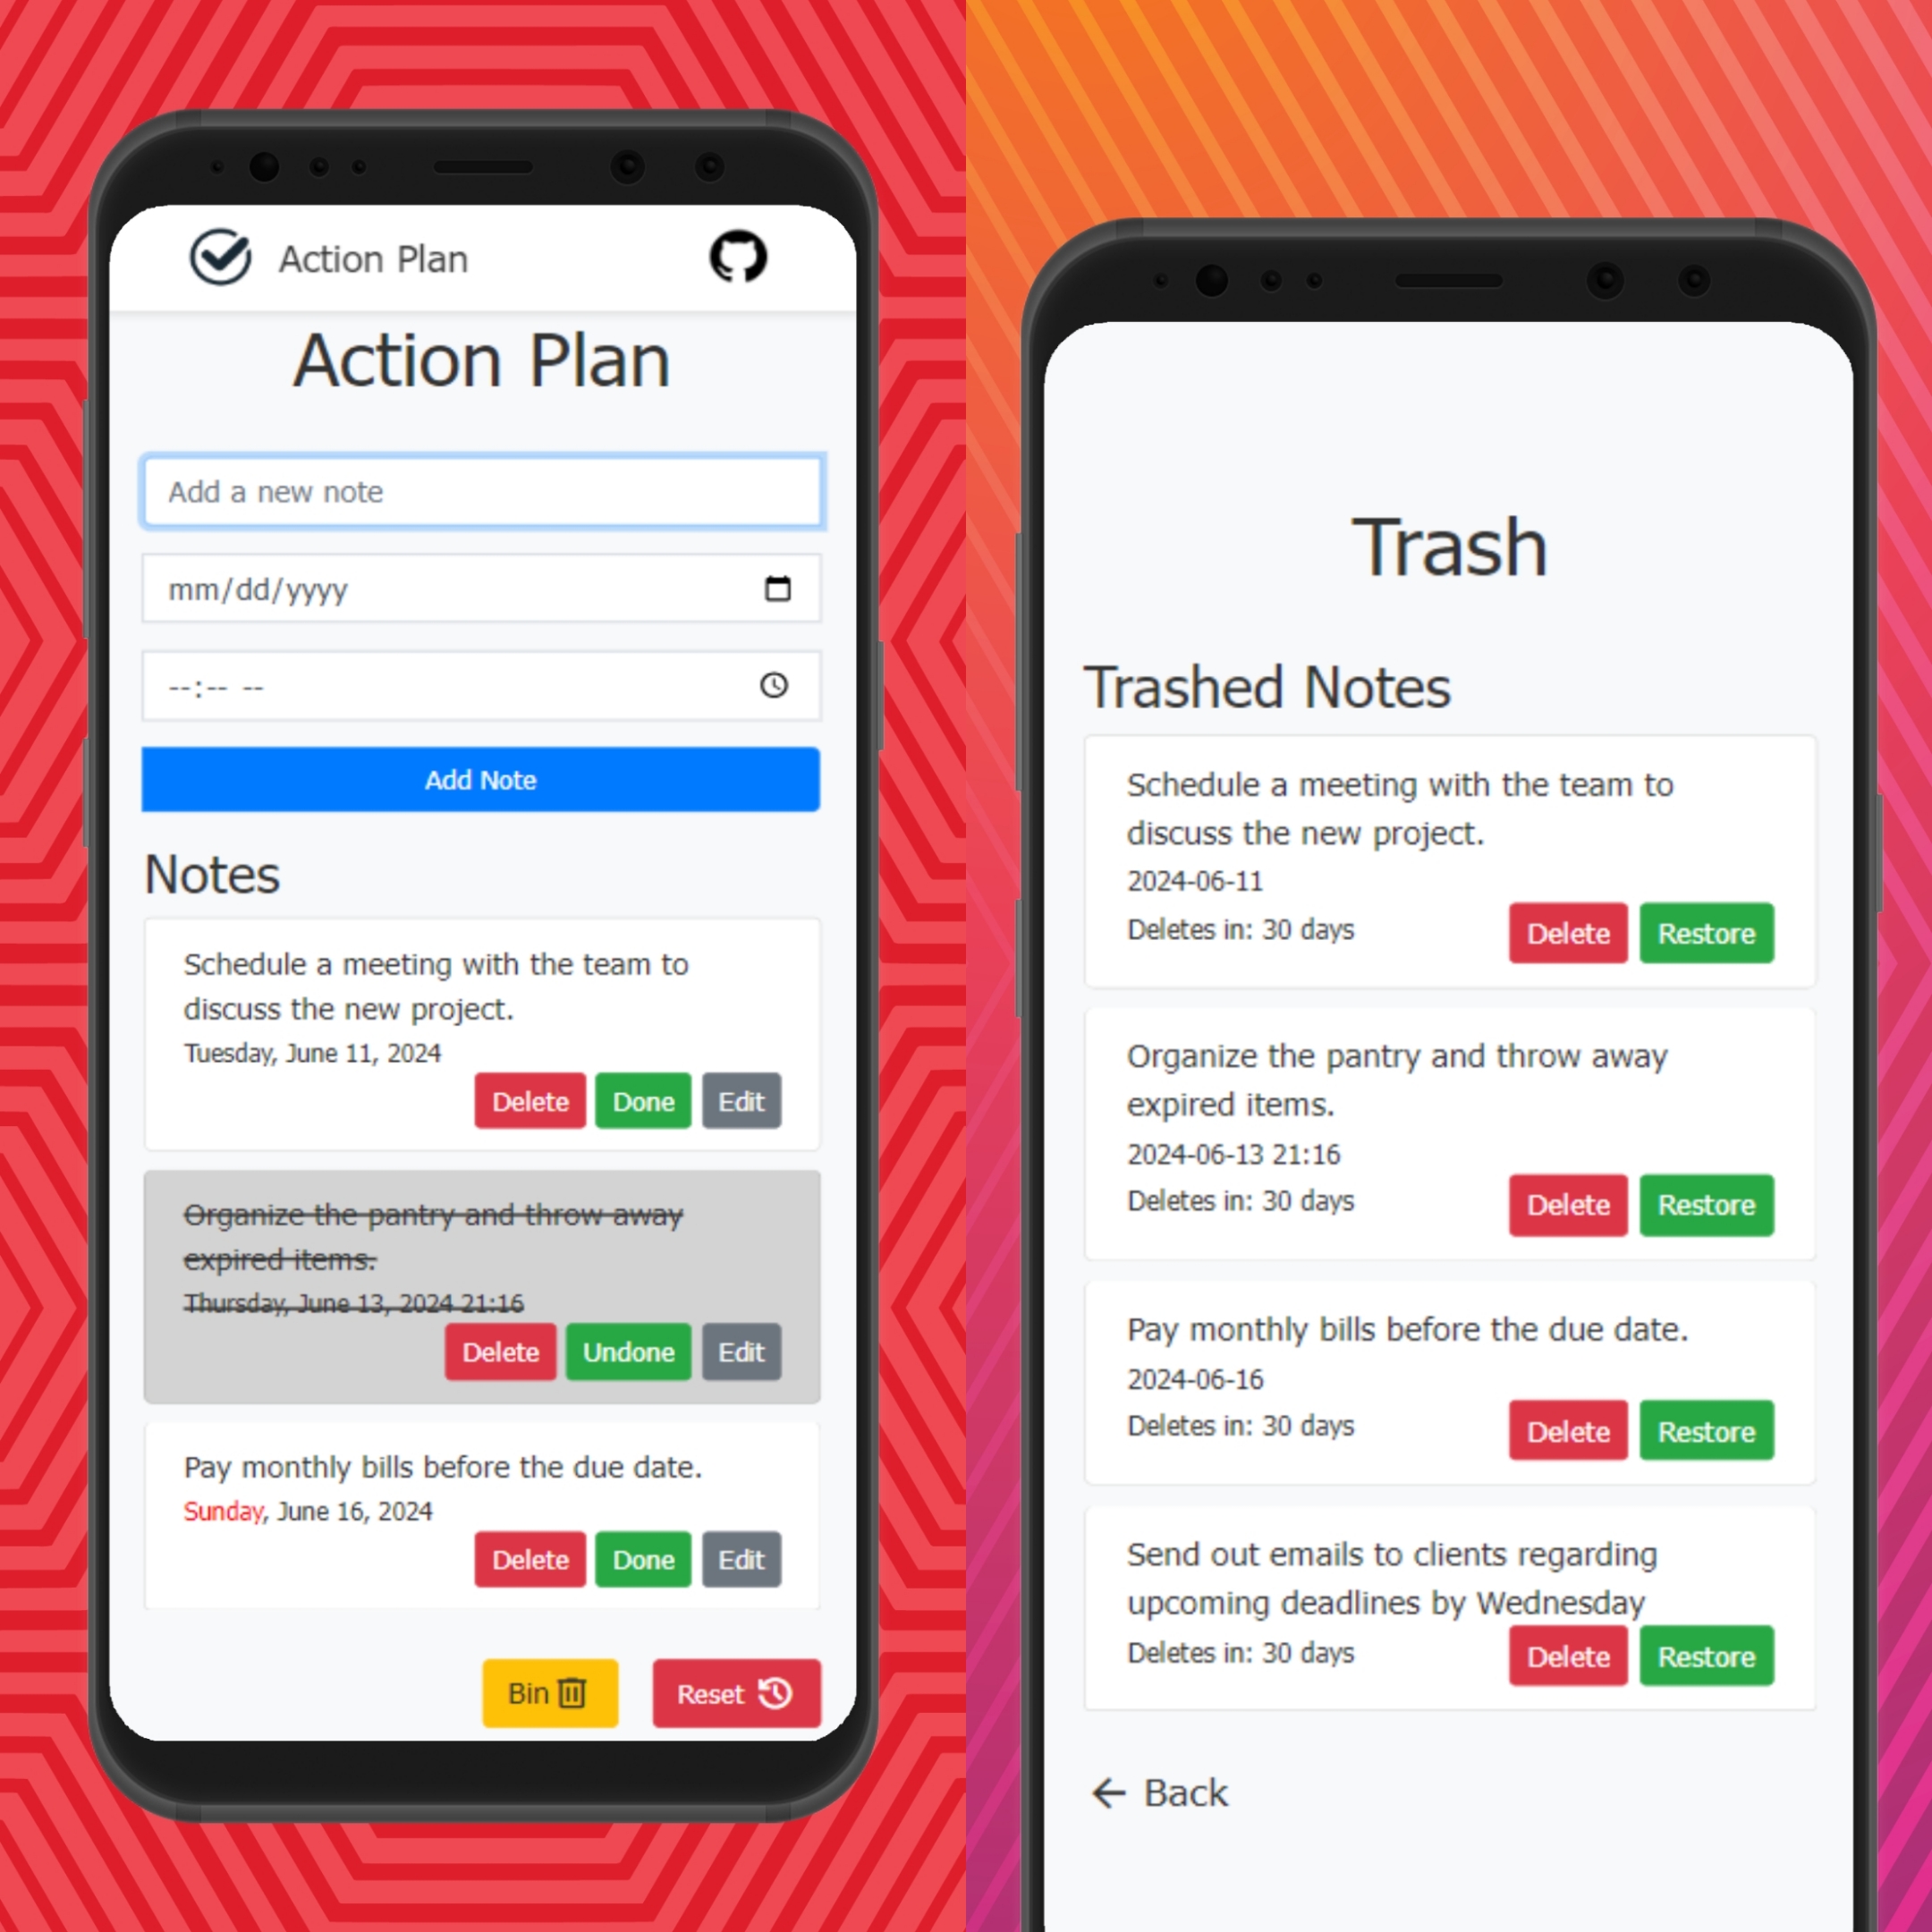 Action Plan
Action Plan
Add a new note
mm/dd/yyyy
--:-- --
Add Note
Notes
Schedule a meeting with the team to
discuss the new project.
Tuesday, June 11, 2024
Delete Done Edit
Organize the pantry and throw away
expired items.
Thursday, June 13, 2024 21:16
Delete Undone Edit
Pay monthly bills before the due date.
Sunday, June 16, 2024
Delete Done Edit
Bin Reset
Trash
Trashed Notes
Schedule a meeting with the team to
discuss the new project.
2024-06-11
Deletes in: 30 days Delete Restore
Organize the pantry and throw away
expired items.
2024-06-13 21:16
Deletes in: 30 days Delete Restore
Pay monthly bills before the due date.
2024-06-16
Deletes in: 30 days Delete Restore
Send out emails to clients regarding
upcoming deadlines by Wednesday
Deletes in: 30 days Delete Restore
← Back